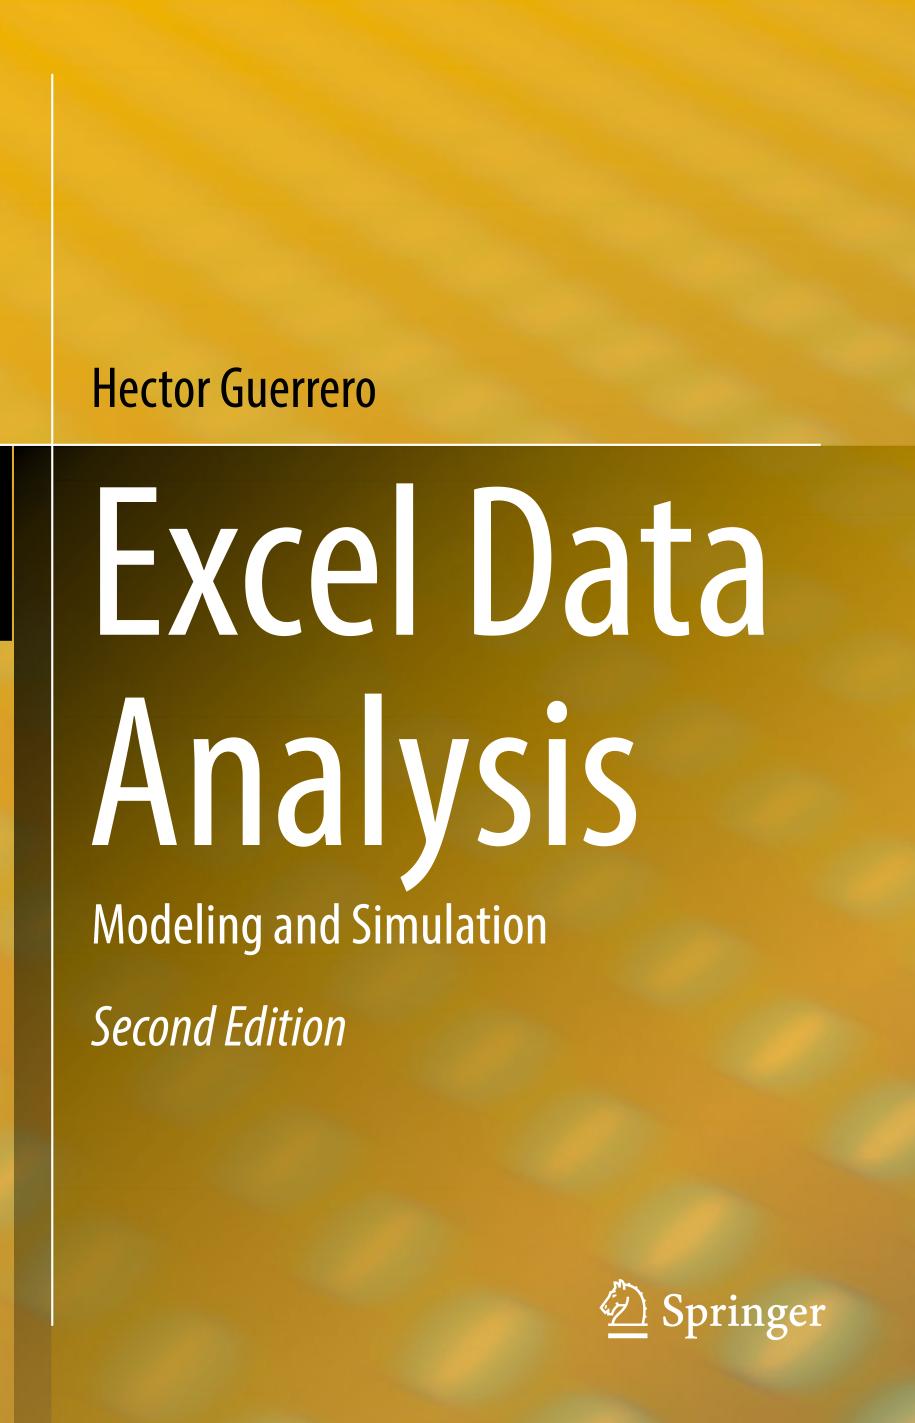 Hector Guerrero
Excel Data
Analysis
Modeling and Simulation
Second Edition
Springer